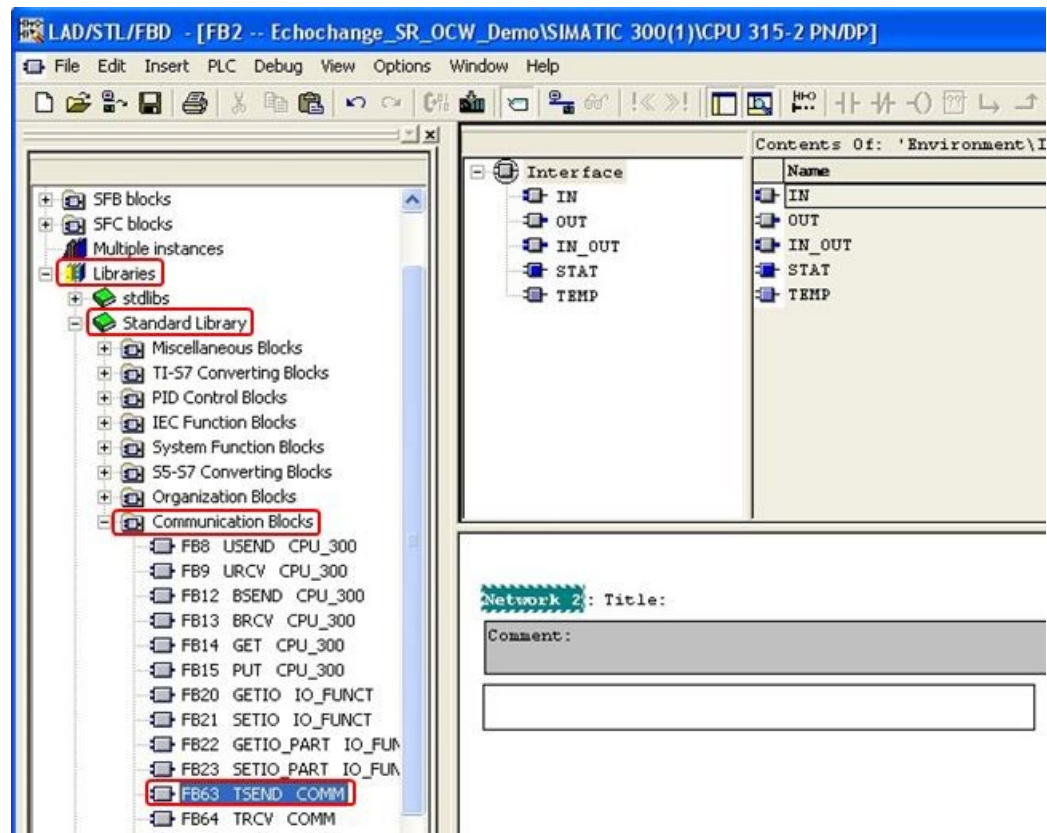 LAD/STL/FBD - [FB2 -- Echochange_SR_OCW_Demo\SIMATIC 300(1)\CPU 315-2 PN/DP]
File Edit Insert PLC Debug View Options Window Help
SFB blocks
SFC blocks
Multiple instances
Libraries
stdlibs
Standard Library
Miscellaneous Blocks
TI-S7 Converting Blocks
PID Control Blocks
IEC Function Blocks
System Function Blocks
S5-S7 Converting Blocks
Organization Blocks
Communication Blocks
FB8 USEND CPU_300
FB9 URCV CPU_300
FB12 BSEND CPU_300
FB13 BRCV CPU_300
FB14 GET CPU_300
FB15 PUT CPU_300
FB20 GETIO IO_FUNCT
FB21 SETIO IO_FUNCT
FB22 GETIO_PART IO_FUN
FB23 SETIO_PART IO_FUN
FB63 TSEND COMM
FB64 TRCV COMM
Interface
IN
OUT
IN_OUT
STAT
TEMP
Contents Of: 'Environment\I
Name
IN
OUT
IN_OUT
STAT
TEMP
Network 2: Title:
Comment: